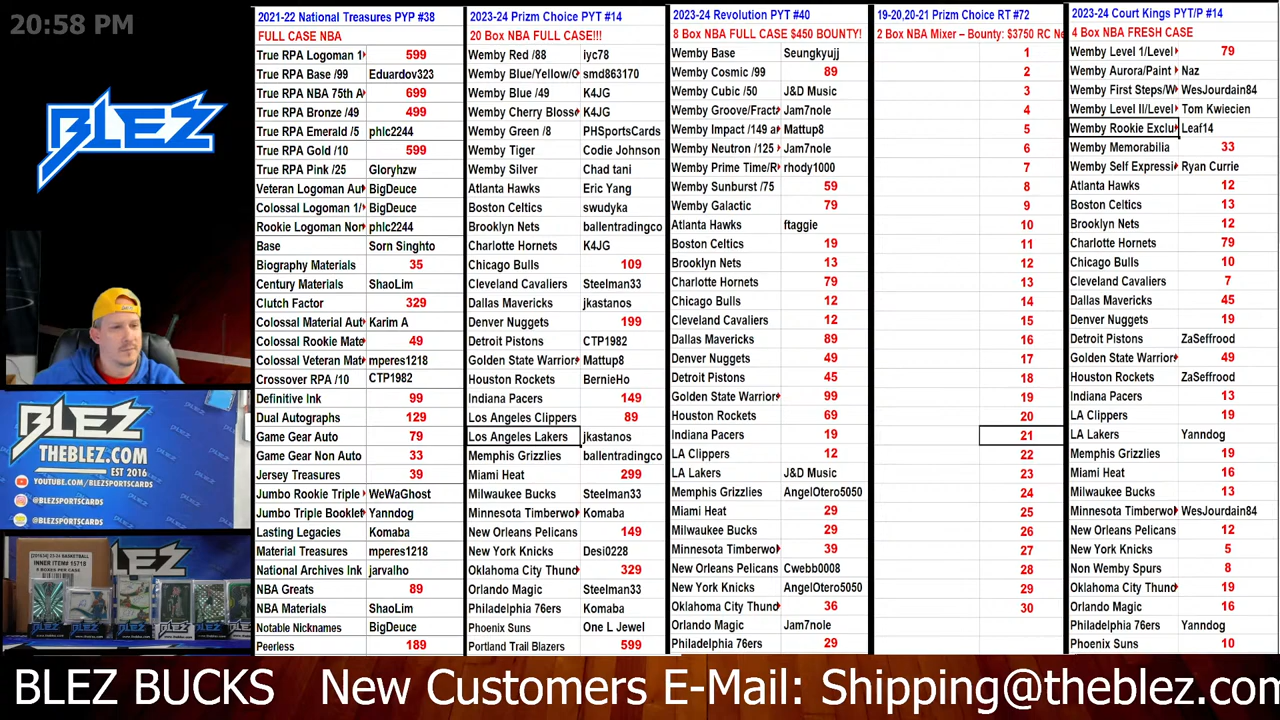 20:58 PM
BLEZ
BLEZ
THEBLEZ.COM
EST 2016
YOUTUBE.COM/BLEZSPORTSCARDS
@BLEZSPORTSCARDS
@BLEZSPORTSCARDS
INNER ITEM# 15718
2021-22 National Treasures PYP #38
FULL CASE NBA
True RPA Logoman 1 599
True RPA Base /99 Eduardov323
True RPA NBA 75th A 699
True RPA Bronze /49 499
True RPA Emerald /5 phlc2244
True RPA Gold /10 599
True RPA Pink /25 Gloryhzw
Veteran Logoman Au BigDeuce
Colossal Logoman 1/ BigDeuce
Rookie Logoman Non phlc2244
Base Sorn Singhto
Biography Materials 35
Century Materials ShaoLim
Clutch Factor 329
Colossal Material Aut Karim A
Colossal Rookie Mate 49
Colossal Veteran Mat mperes1218
Crossover RPA /10 CTP1982
Definitive Ink 99
Dual Autographs 129
Game Gear Auto 79
Game Gear Non Auto 33
Jersey Treasures 39
Jumbo Rookie Triple WeWaGhost
Jumbo Triple Booklet Yanndog
Lasting Legacies Komaba
Material Treasures mperes1218
National Archives Ink jarvalho
NBA Greats 89
NBA Materials ShaoLim
Notable Nicknames BigDeuce
Peerless 189
2023-24 Prizm Choice PYT #14
20 Box NBA FULL CASE!!!
Wemby Red /88 iyc78
Wemby Blue/Yellow/G smd863170
Wemby Blue /49 K4JG
Wemby Cherry Blosso K4JG
Wemby Green /8 PHSportsCards
Wemby Tiger Codie Johnson
Wemby Silver Chad tani
Atlanta Hawks Eric Yang
Boston Celtics swudyka
Brooklyn Nets ballentradingco
Charlotte Hornets K4JG
Chicago Bulls 109
Cleveland Cavaliers Steelman33
Dallas Mavericks jkastanos
Denver Nuggets 199
Detroit Pistons CTP1982
Golden State Warrior Mattup8
Houston Rockets BernieHo
Indiana Pacers 149
Los Angeles Clippers 89
Los Angeles Lakers jkastanos
Memphis Grizzlies ballentradingco
Miami Heat 299
Milwaukee Bucks Steelman33
Minnesota Timberwo Komaba
New Orleans Pelicans 149
New York Knicks Desi0228
Oklahoma City Thund 329
Orlando Magic Steelman33
Philadelphia 76ers Komaba
Phoenix Suns One L Jewel
Portland Trail Blazers 599
2023-24 Revolution PYT #40
8 Box NBA FULL CASE $450 BOUNTY!
Wemby Base Seungkyujj
Wemby Cosmic /99 89
Wemby Cubic /50 J&D Music
Wemby Groove/Fract Jam7nole
Wemby Impact /149 a Mattup8
Wemby Neutron /125 Jam7nole
Wemby Prime Time/R rhody1000
Wemby Sunburst /75 59
Wemby Galactic 79
Atlanta Hawks ftaggie
Boston Celtics 19
Brooklyn Nets 13
Charlotte Hornets 79
Chicago Bulls 12
Cleveland Cavaliers 12
Dallas Mavericks 89
Denver Nuggets 49
Detroit Pistons 45
Golden State Warrior 99
Houston Rockets 69
Indiana Pacers 19
LA Clippers 12
LA Lakers J&D Music
Memphis Grizzlies AngelOtero5050
Miami Heat 29
Milwaukee Bucks 29
Minnesota Timberwo 39
New Orleans Pelicans Cwebb0008
New York Knicks AngelOtero5050
Oklahoma City Thund 36
Orlando Magic Jam7nole
Philadelphia 76ers 29
19-20,20-21 Prizm Choice RT #72
2 Box NBA Mixer – Bounty: $3750 RC Ne
1
2
3
4
5
6
7
8
9
10
11
12
13
14
15
16
17
18
19
20
21
22
23
24
25
26
27
28
29
30
2023-24 Court Kings PYT/P #14
4 Box NBA FRESH CASE
Wemby Level 1/Level 79
Wemby Aurora/Paint Naz
Wemby First Steps/W WesJourdain84
Wemby Level II/Level Tom Kwiecien
Wemby Rookie Exclu Leaf14
Wemby Memorabilia 33
Wemby Self Expressi Ryan Currie
Atlanta Hawks 12
Boston Celtics 13
Brooklyn Nets 12
Charlotte Hornets 79
Chicago Bulls 10
Cleveland Cavaliers 7
Dallas Mavericks 45
Denver Nuggets 19
Detroit Pistons ZaSeffrood
Golden State Warrior 49
Houston Rockets ZaSeffrood
Indiana Pacers 13
LA Clippers 19
LA Lakers Yanndog
Memphis Grizzlies 19
Miami Heat 16
Milwaukee Bucks 13
Minnesota Timberwo WesJourdain84
New Orleans Pelicans 12
New York Knicks 5
Non Wemby Spurs 8
Oklahoma City Thund 19
Orlando Magic 16
Philadelphia 76ers Yanndog
Phoenix Suns 10
BLEZ BUCKS New Customers E-Mail: Shipping@theblez.com